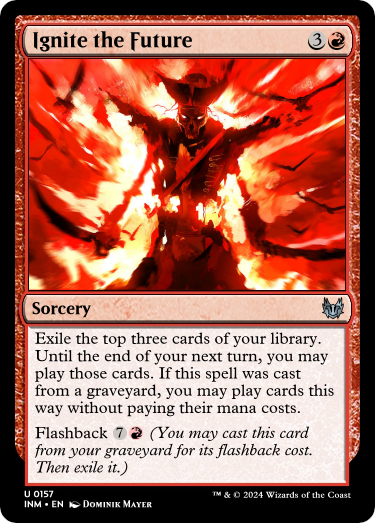 Ignite the Future 3
Sorcery
Exile the top three cards of your library.
Until the end of your next turn, you may
play those cards. If this spell was cast
from a graveyard, you may play cards this
way without paying their mana costs.
Flashback 7 (You may cast this card
from your graveyard for its flashback cost.
Then exile it.)
U 0157
INM • EN Dominik Mayer
™ & © 2024 Wizards of the Coast